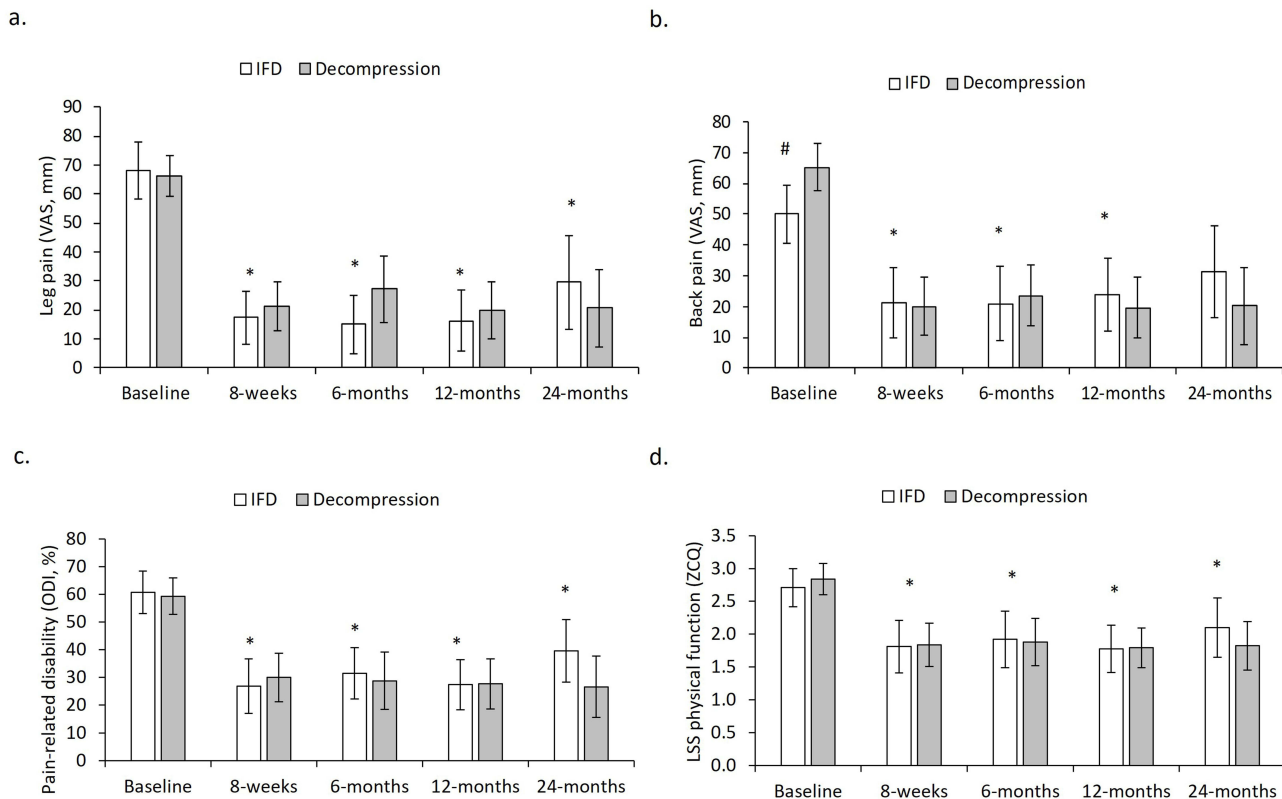 a.
IFD Decompression
Leg pain (VAS, mm)
90
80
70
60
50
40
30
20
10
0
* * * *
Baseline 8-weeks 6-months 12-months 24-months
b.
IFD Decompression
Back pain (VAS, mm)
80
70
60
50
40
30
20
10
0
# * * *
Baseline 8-weeks 6-months 12-months 24-months
c.
IFD Decompression
Pain-related disability (ODI, %)
80
70
60
50
40
30
20
10
0
* * * *
Baseline 8-weeks 6-months 12-months 24-months
d.
IFD Decompression
LSS physical function (ZCQ)
3.5
3.0
2.5
2.0
1.5
1.0
0.5
0.0
* * * *
Baseline 8-weeks 6-months 12-months 24-months